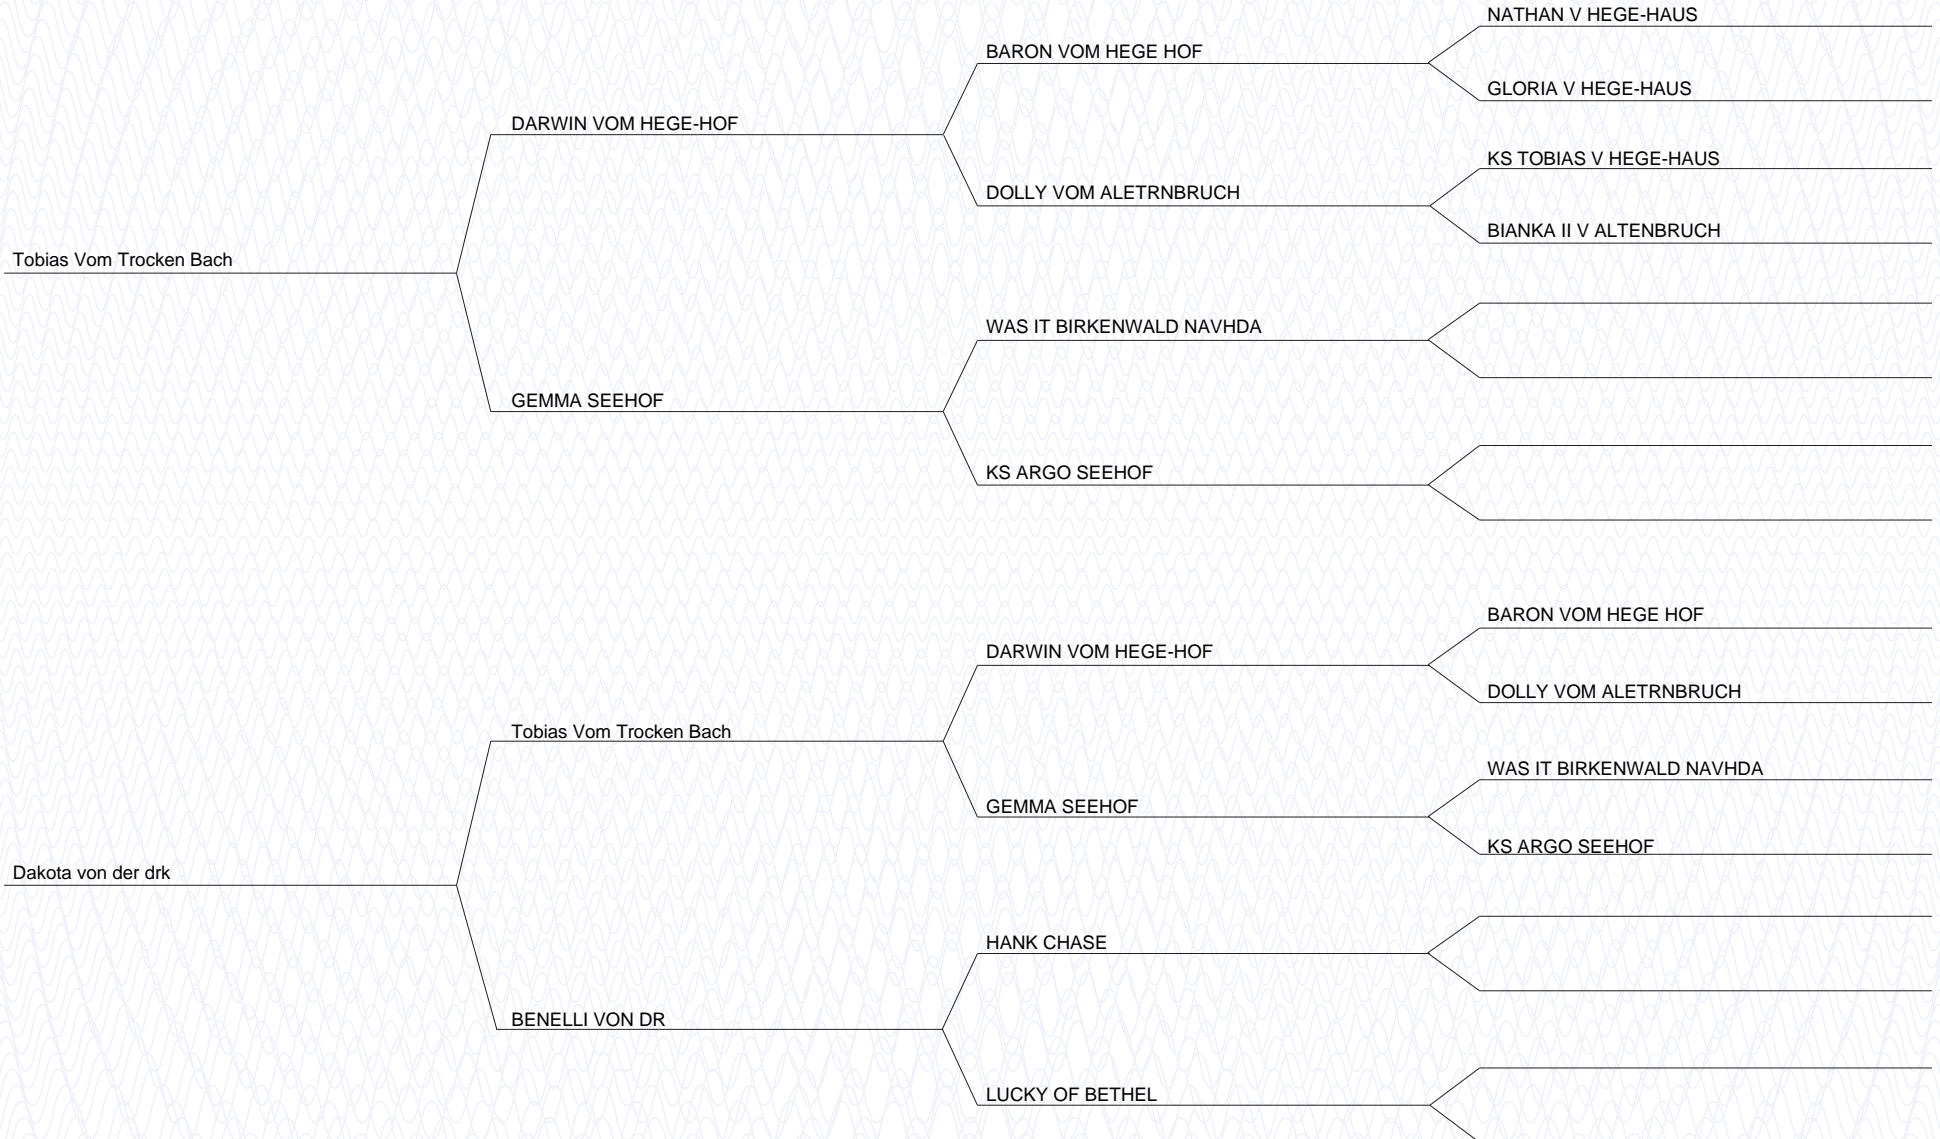 NATHAN V HEGE-HAUS
BARON VOM HEGE HOF
GLORIA V HEGE-HAUS
DARWIN VOM HEGE-HOF
KS TOBIAS V HEGE-HAUS
DOLLY VOM ALETRNBRUCH
BIANKA II V ALTENBRUCH
Tobias Vom Trocken Bach
WAS IT BIRKENWALD NAVHDA
GEMMA SEEHOF
KS ARGO SEEHOF
BARON VOM HEGE HOF
DARWIN VOM HEGE-HOF
DOLLY VOM ALETRNBRUCH
Tobias Vom Trocken Bach
WAS IT BIRKENWALD NAVHDA
GEMMA SEEHOF
KS ARGO SEEHOF
Dakota von der drk
HANK CHASE
BENELLI VON DR
LUCKY OF BETHEL